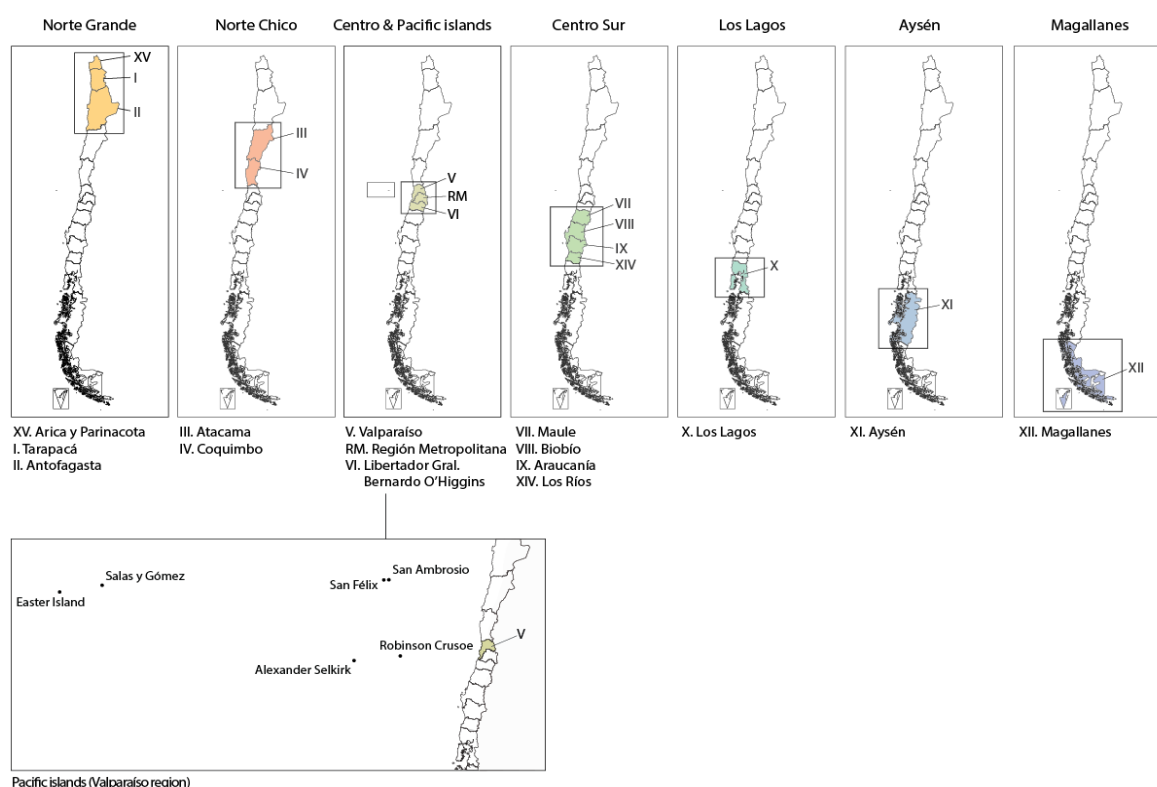 Norte Grande
Norte Chico
Centro & Pacific islands
Centro Sur
Los Lagos
Aysén
Magallanes
XV
I
II
III
IV
V
RM
VI
VII
VIII
IX
XIV
X
XI
XII
XV. Arica y Parinacota
I. Tarapacá
II. Antofagasta
III. Atacama
IV. Coquimbo
V. Valparaíso
RM. Región Metropolitana
VI. Libertador Gral.
Bernardo O'Higgins
VII. Maule
VIII. Biobío
IX. Araucanía
XIV. Los Ríos
X. Los Lagos
XI. Aysén
XII. Magallanes
Salas y Gómez
Easter Island
San Ambrosio
San Félix
Robinson Crusoe
Alexander Selkirk
V
Pacific islands (Valparaíso region)